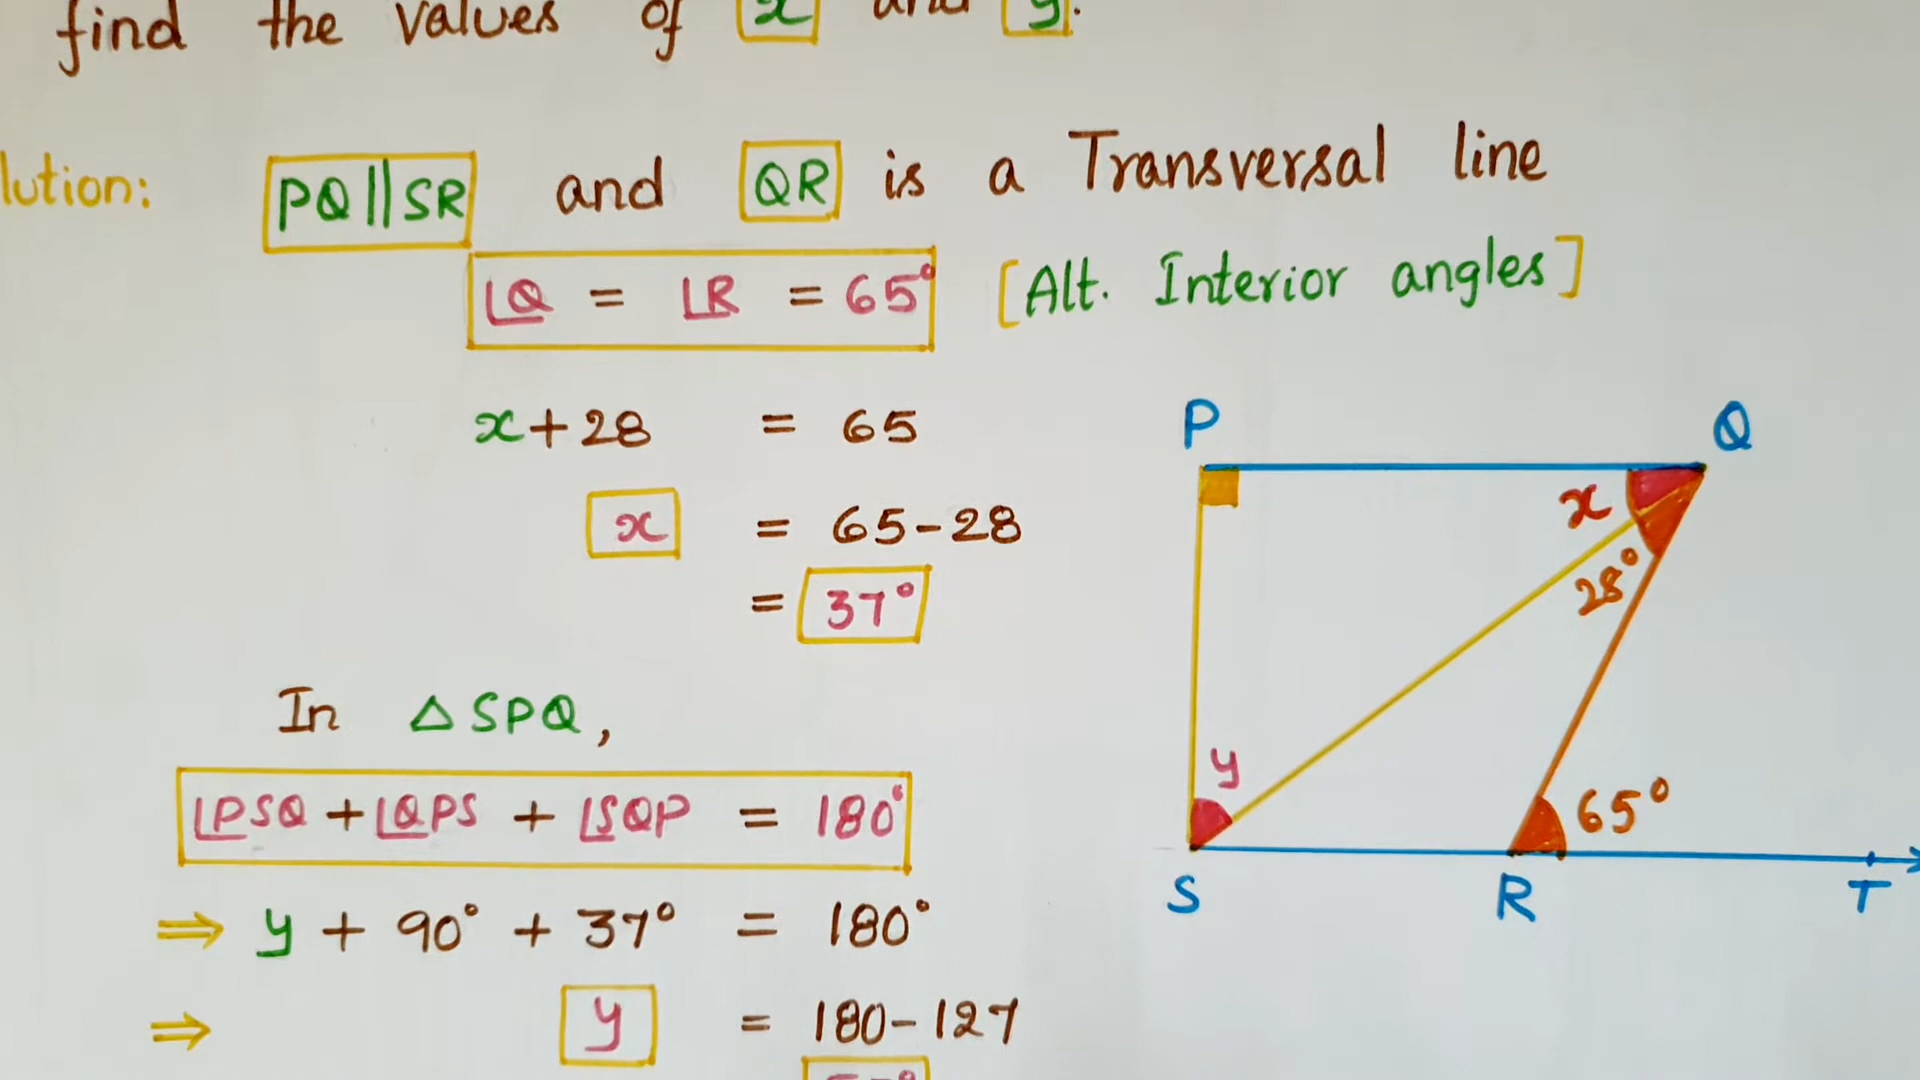 find the values of x and y.
lution: PQ||SR and QR is a Transversal line
∠Q = ∠R = 65° [Alt. Interior angles]
x+28 = 65
x = 65-28
= 37°
In △SPQ,
∠PSQ + ∠QPS + ∠SQP = 180°
⇒ y + 90° + 37° = 180°
⇒ y = 180-127
P
Q
x
28°
y
65°
S
R
T